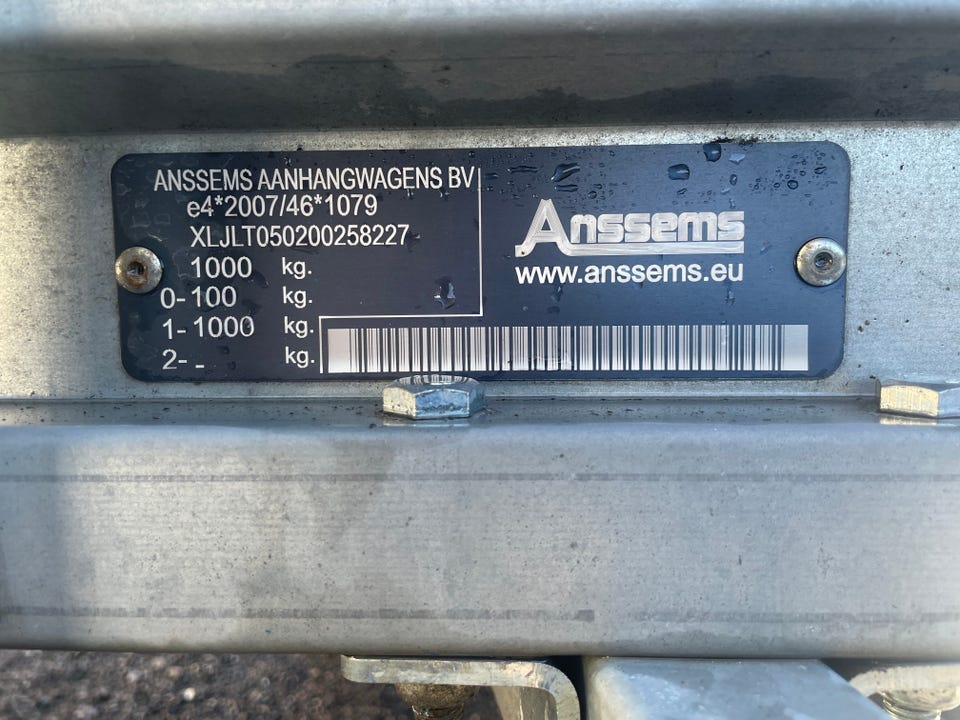 ANSSEMS AANHANGWAGENS BV
e4*2007/46*1079
XLJLT050200258227
1000 kg.
0- 100 kg.
1- 1000 kg.
2- - kg.
Anssems
www.anssems.eu